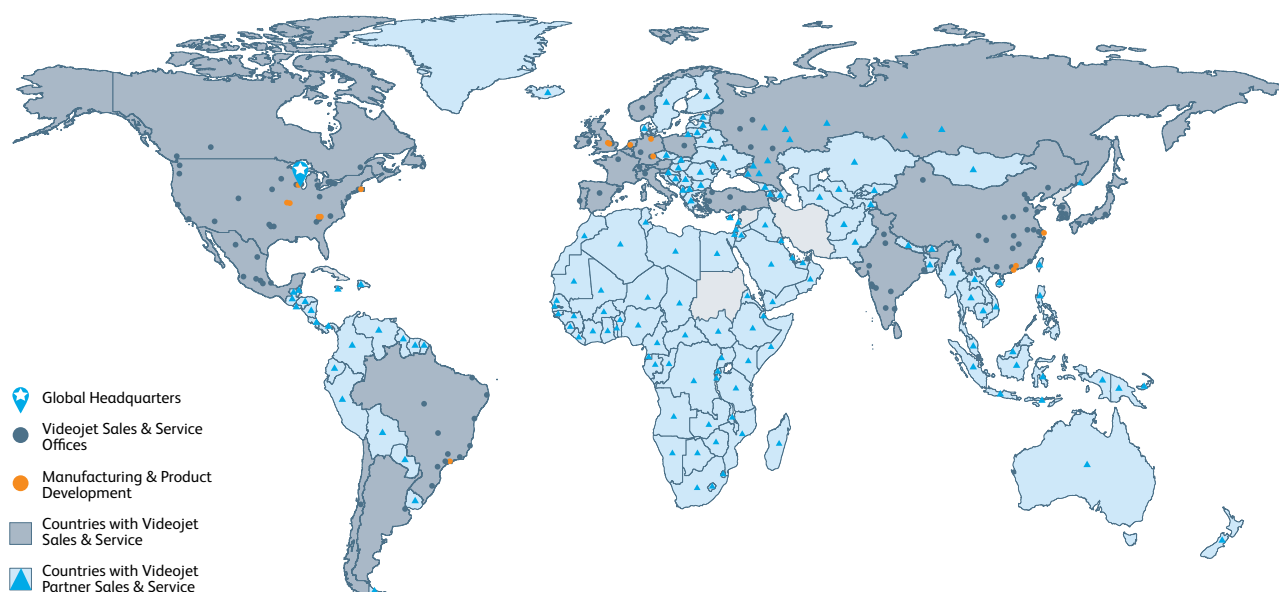 Global Headquarters
Videojet Sales & Service
Offices
Manufacturing & Product
Development
Countries with Videojet
Sales & Service
Countries with Videojet
Partner Sales & Service